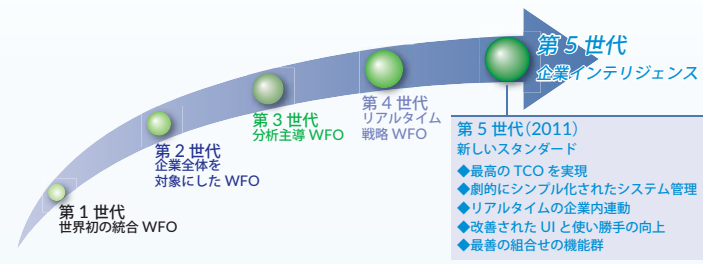 第 5 世代
企業インテリジェンス
第 4 世代
リアルタイム
戦略 WFO
第 3 世代
分析主導 WFO
第 2 世代
企業全体を
対象にした WFO
第 1 世代
世界初の統合 WFO
第 5 世代（2011）
新しいスタンダード
◆最高の TCO を実現
◆劇的にシンプル化されたシステム管理
◆リアルタイムの企業内連動
◆改善された UI と使い勝手の向上
◆最善の組合せの機能群